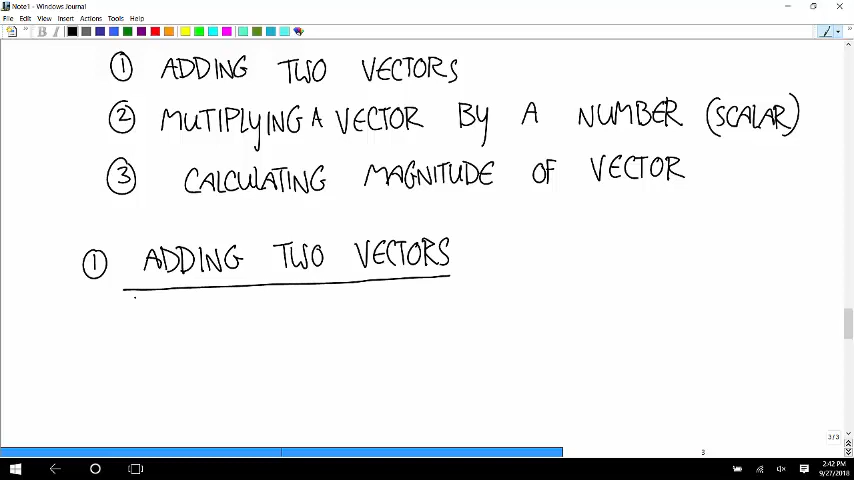 Note1 - Windows Journal
File Edit View Insert Actions Tools Help
① ADDING TWO VECTORS
② MUTIPLYING A VECTOR BY A NUMBER (SCALAR)
③ CALCULATING MAGNITUDE OF VECTOR
① ADDING TWO VECTORS
3/3
3
2:42 PM
9/27/2018